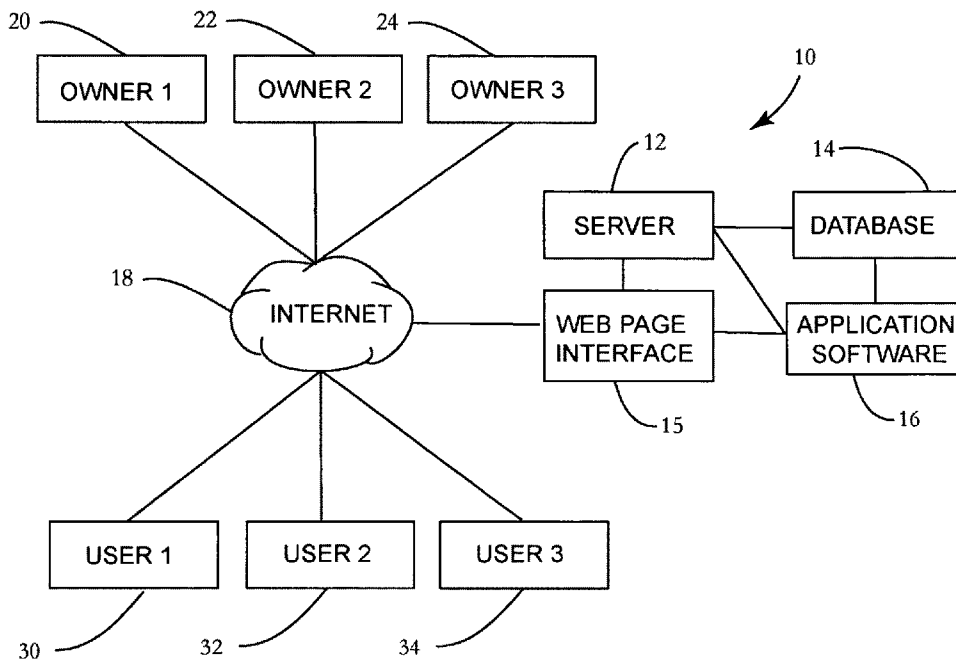 20
22
24
OWNER 1
OWNER 2
OWNER 3
10
12
14
SERVER
DATABASE
18
INTERNET
WEB PAGE
INTERFACE
APPLICATION
SOFTWARE
15
16
USER 1
USER 2
USER 3
30
32
34